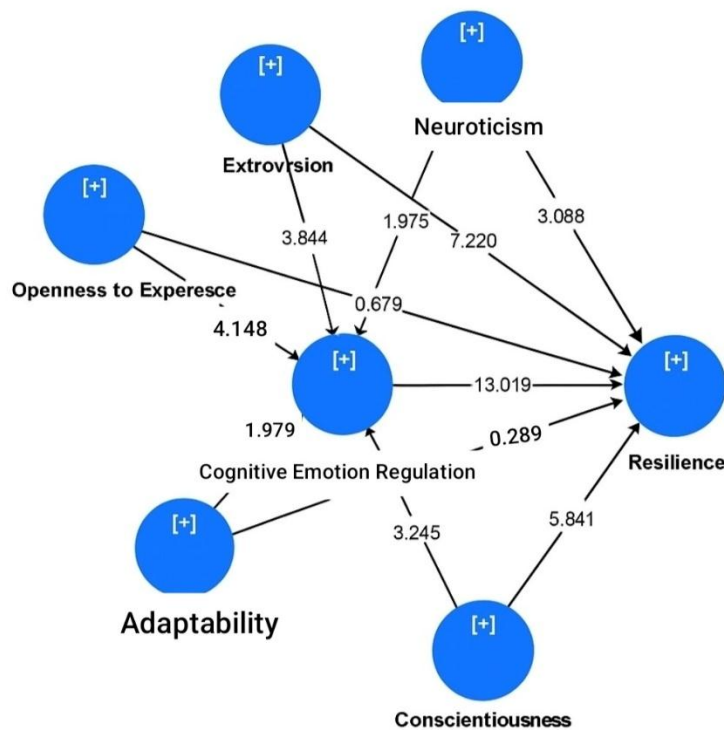 [+]
[+]
Neuroticism
Extrovrsion
[+]
1.975
3.088
3.844
7.220
Openness to Experesce
0.679
4.148
[+]
[+]
13.019
1.979
0.289
Resilience
Cognitive Emotion Regulation
[+]
3.245
5.841
Adaptability
[+]
Conscientiousness